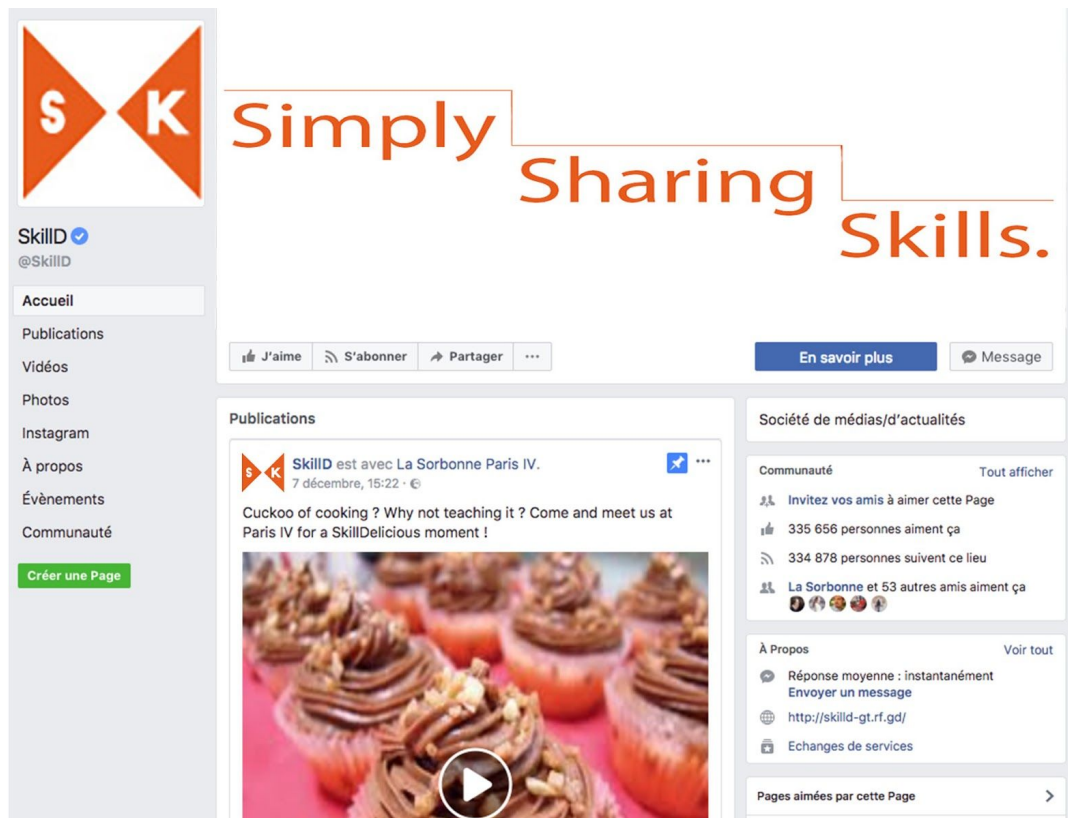 S K
SkillD
@SkillD
Accueil
Publications
Vidéos
Photos
Instagram
À propos
Évènements
Communauté
Créer une Page
Simply
Sharing
Skills.
J'aime S'abonner Partager ...
En savoir plus Message
Publications
S K
SkillD est avec La Sorbonne Paris IV.
7 décembre, 15:22 ·
Cuckoo of cooking ? Why not teaching it ? Come and meet us at
Paris IV for a SkillDelicious moment !
Société de médias/d'actualités
Communauté Tout afficher
Invitez vos amis à aimer cette Page
335 656 personnes aiment ça
334 878 personnes suivent ce lieu
La Sorbonne et 53 autres amis aiment ça
À Propos Voir tout
Réponse moyenne : instantanément
Envoyer un message
http://skilld-gt.rf.gd/
Echanges de services
Pages aimées par cette Page